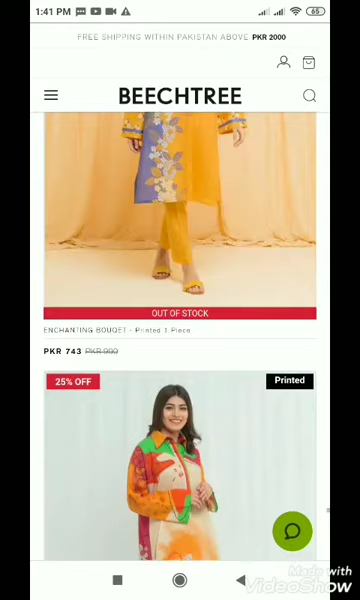 1:41 PM
65
FREE SHIPPING WITHIN PAKISTAN ABOVE PKR 2000
BEECHTREE
OUT OF STOCK
ENCHANTING BOUQET - Printed 1 Piece
PKR 743 PKR 990
25% OFF
Printed
Made with
VideoShow